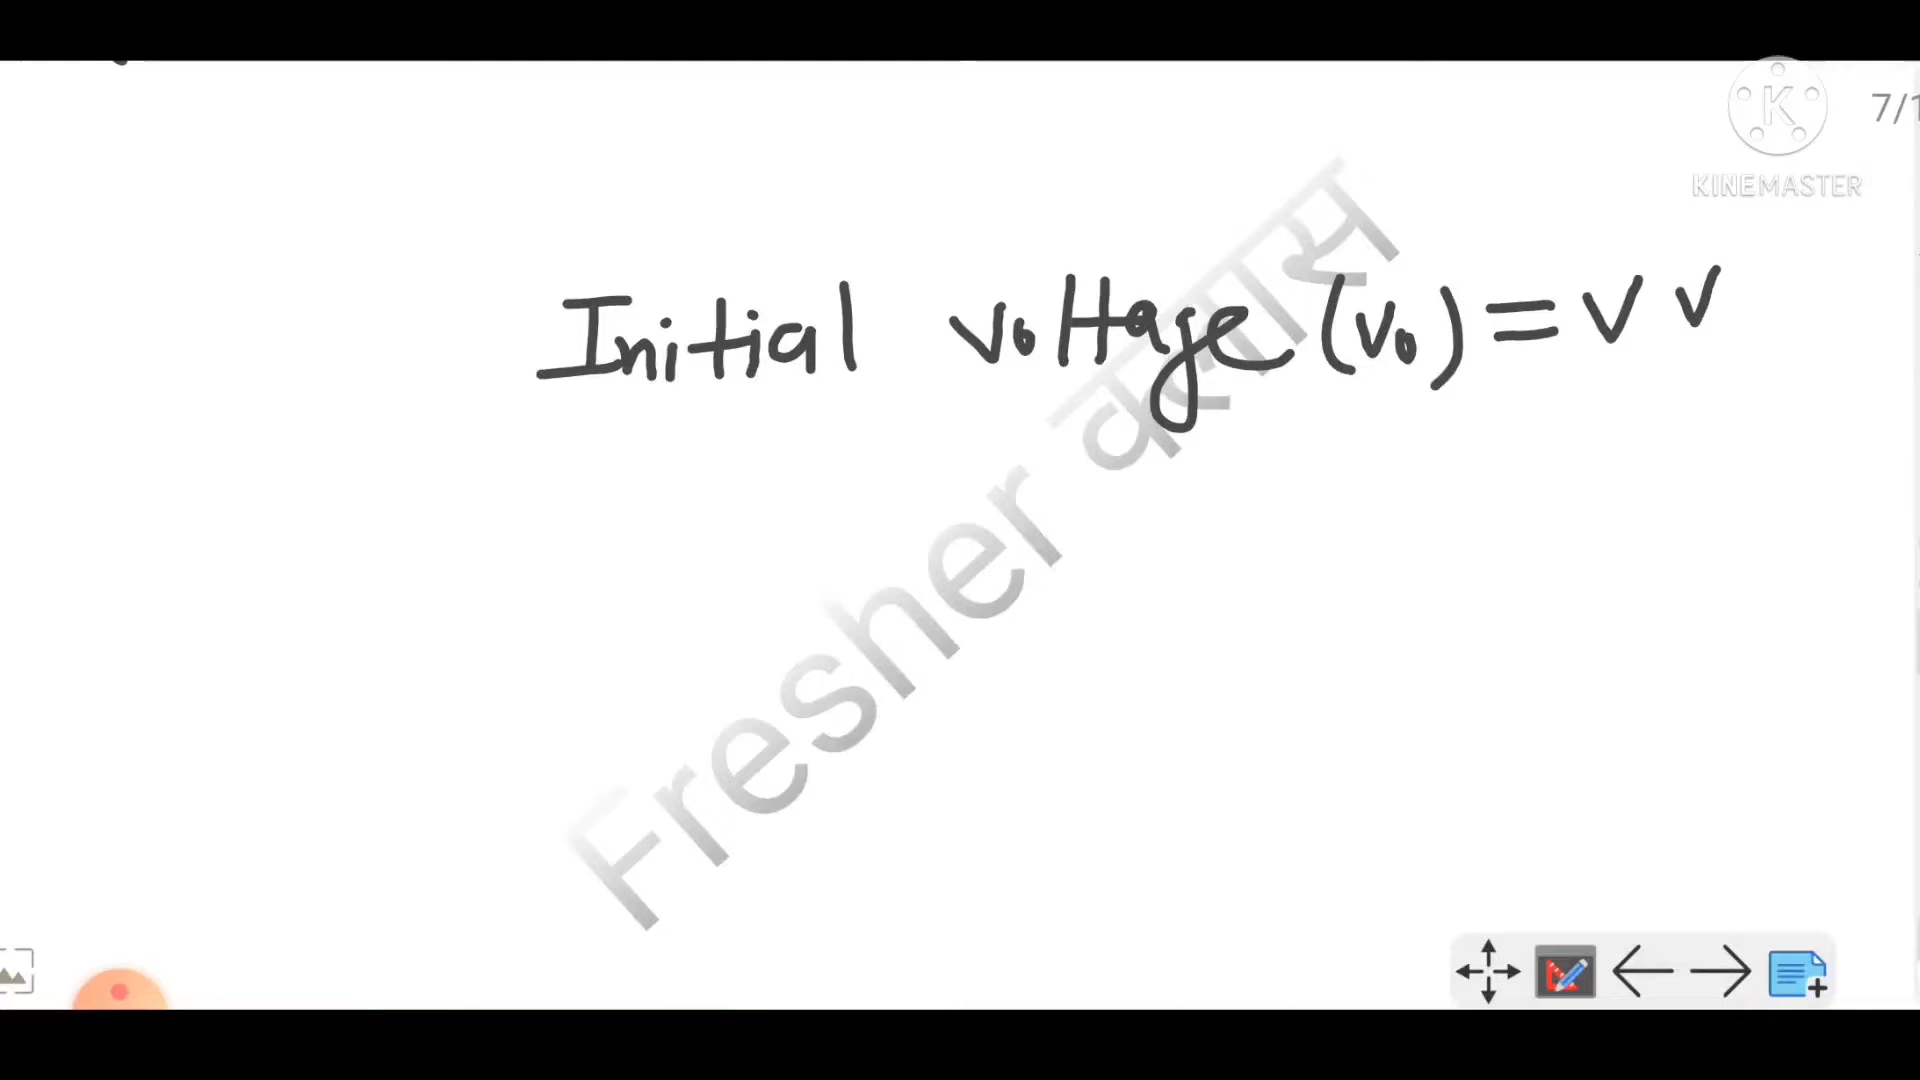 7/1
KINEMASTER
Initial voltage (v₀) = v v
Fresher क्लास